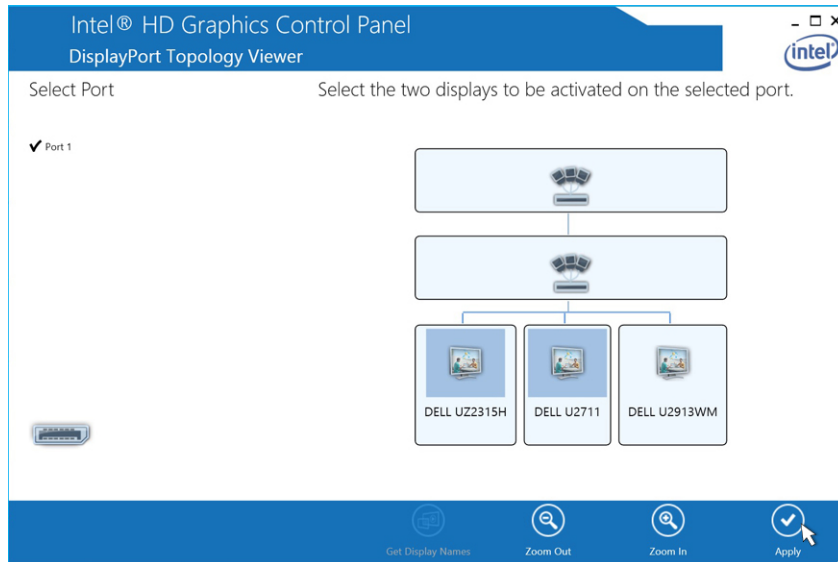 Intel® HD Graphics Control Panel
DisplayPort Topology Viewer
intel
Select Port
Select the two displays to be activated on the selected port.
Port 1
DELL UZ2315H
DELL U2711
DELL U2913WM
Get Display Names
Zoom Out
Zoom In
Apply